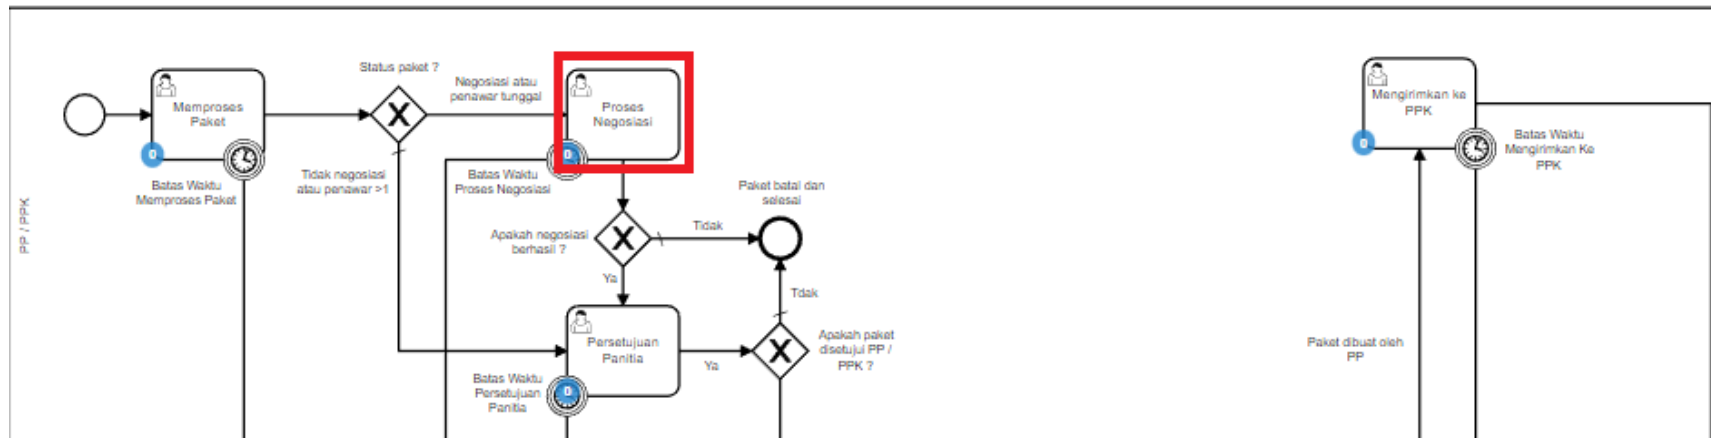 PP / PPK
Memproses
Paket
0
Batas Waktu
Memproses Paket
Status paket ?
X
Negosiasi atau
penawar tunggal
Tidak negosiasi
atau penawar >1
Proses
Negosiasi
0
Batas Waktu
Proses Negosiasi
Apakah negosiasi
berhasil ?
X
Tidak
Paket batal dan
selesai
Ya
Persetujuan
Panitia
0
Batas Waktu
Persetujuan
Panitia
Ya
X
Tdak
Apakah paket
disetujui PP /
PPK ?
Mengirimkan ke
PPK
0
Batas Waktu
Mengirimkan Ke
PPK
Paket dibuat oleh
PP